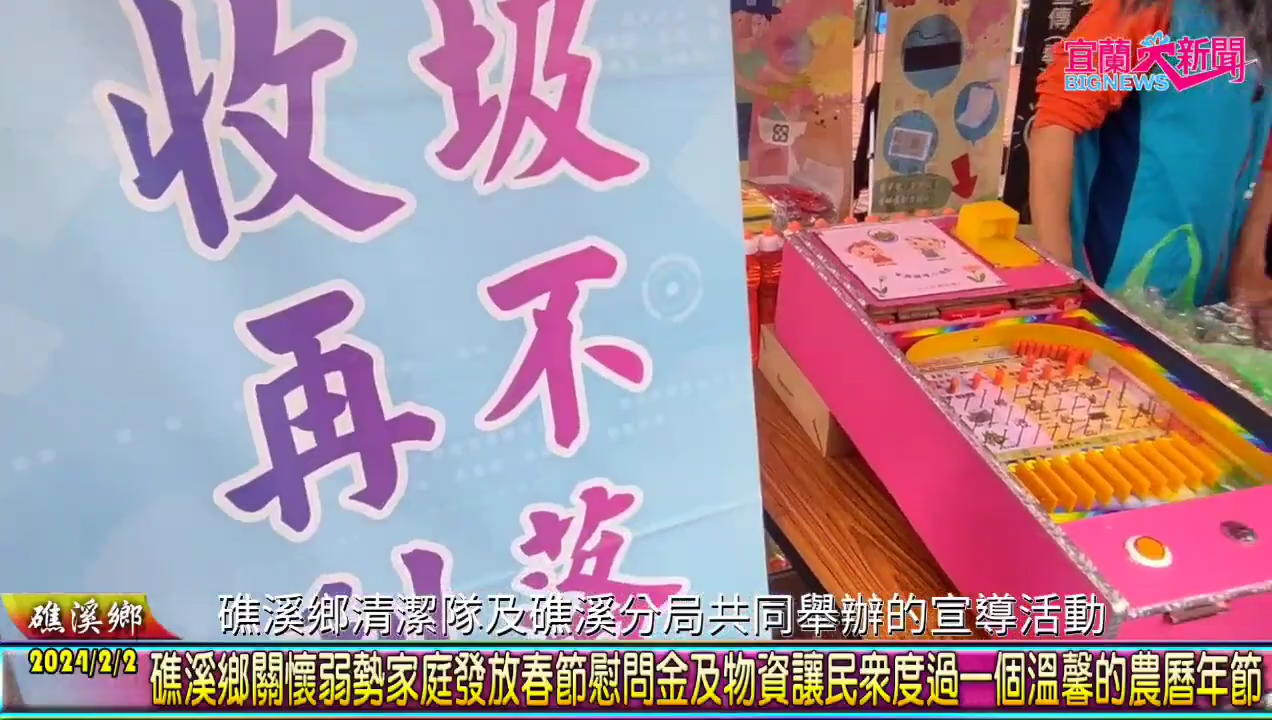 宜蘭大新聞
BIGNEWS
傳
圾不落
收再
礁溪鄉清潔隊及礁溪分局共同舉辦的宣導活動
礁溪鄉
2024/2/2
礁溪鄉關懷弱勢家庭發放春節慰問金及物資讓民衆度過一個溫馨的農曆年節